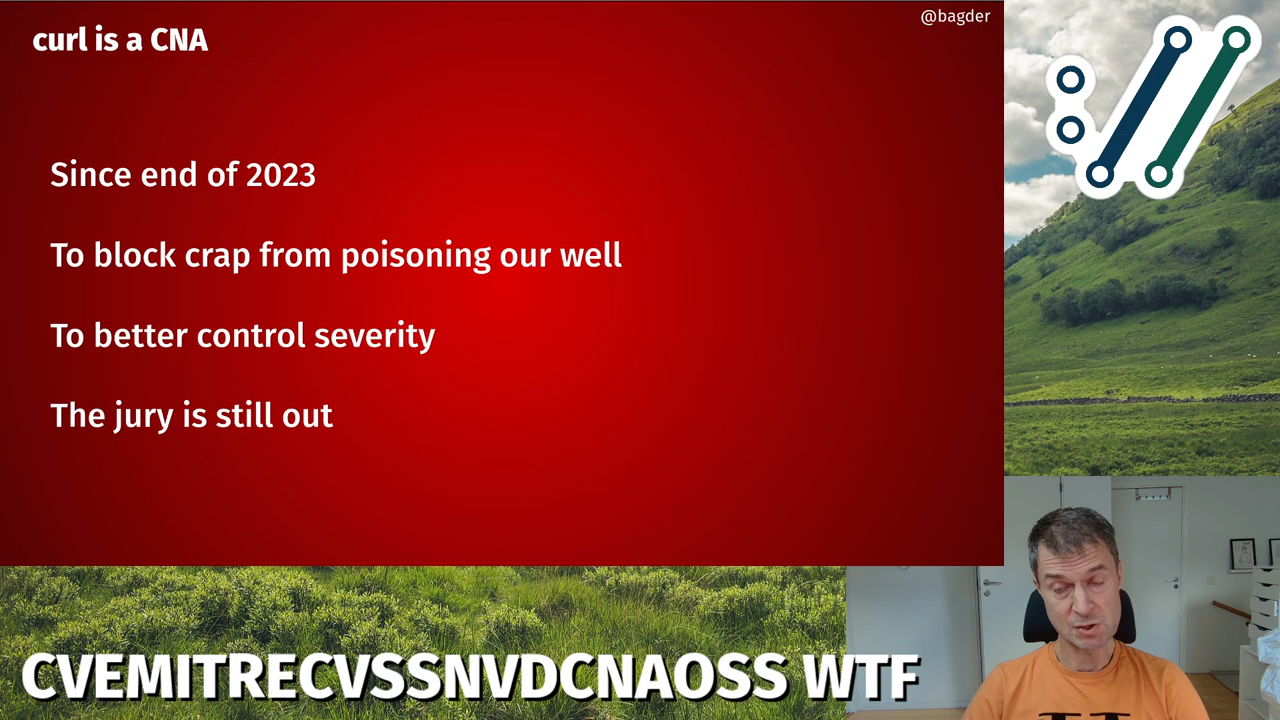 @bagder
curl is a CNA
Since end of 2023
To block crap from poisoning our well
To better control severity
The jury is still out
CVEMITRECVSSNVDCNAOSS WTF